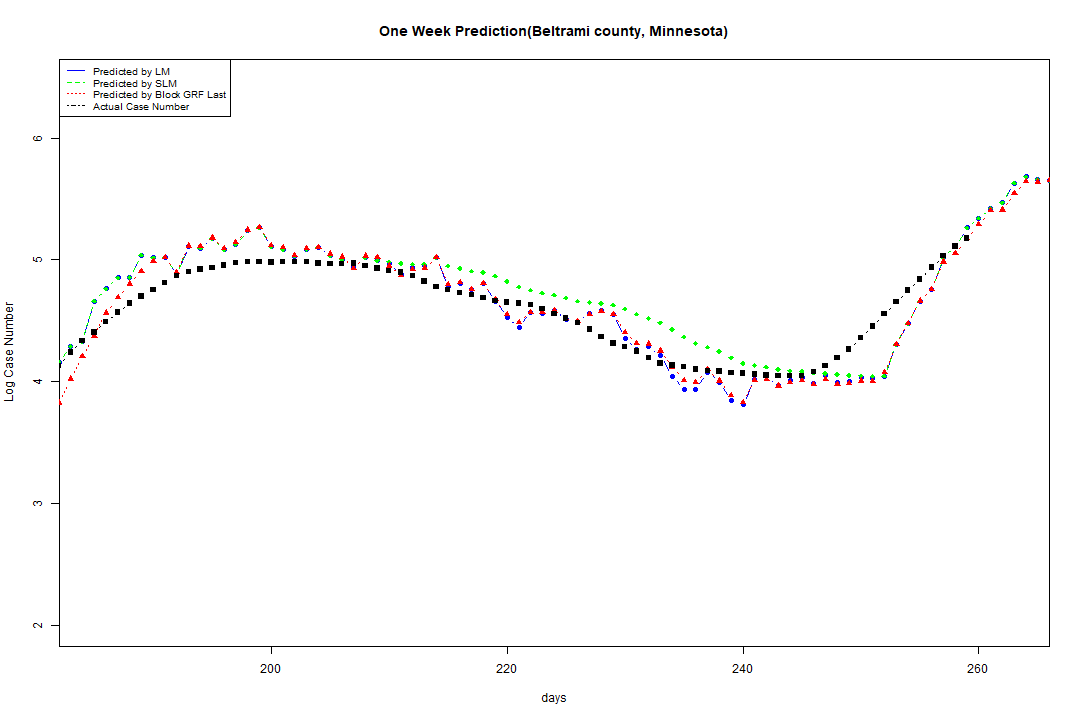 One Week Prediction(Beltrami county, Minnesota)
Predicted by LM
Predicted by SLM
Predicted by Block GRF Last
Actual Case Number
6
5
4
3
2
Log Case Number
200 220 240 260
days